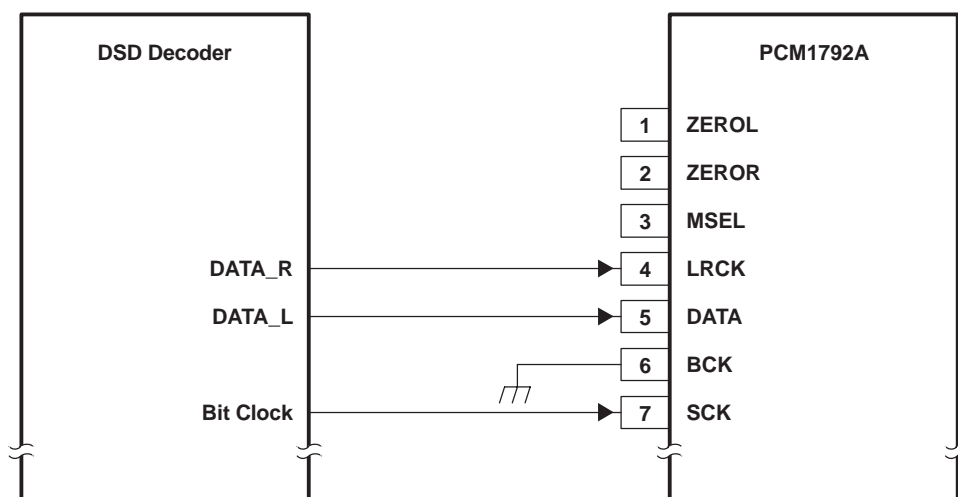 DSD Decoder
PCM1792A
1 ZEROL
2 ZEROR
3 MSEL
DATA_R 4 LRCK
DATA_L 5 DATA
6 BCK
Bit Clock 7 SCK